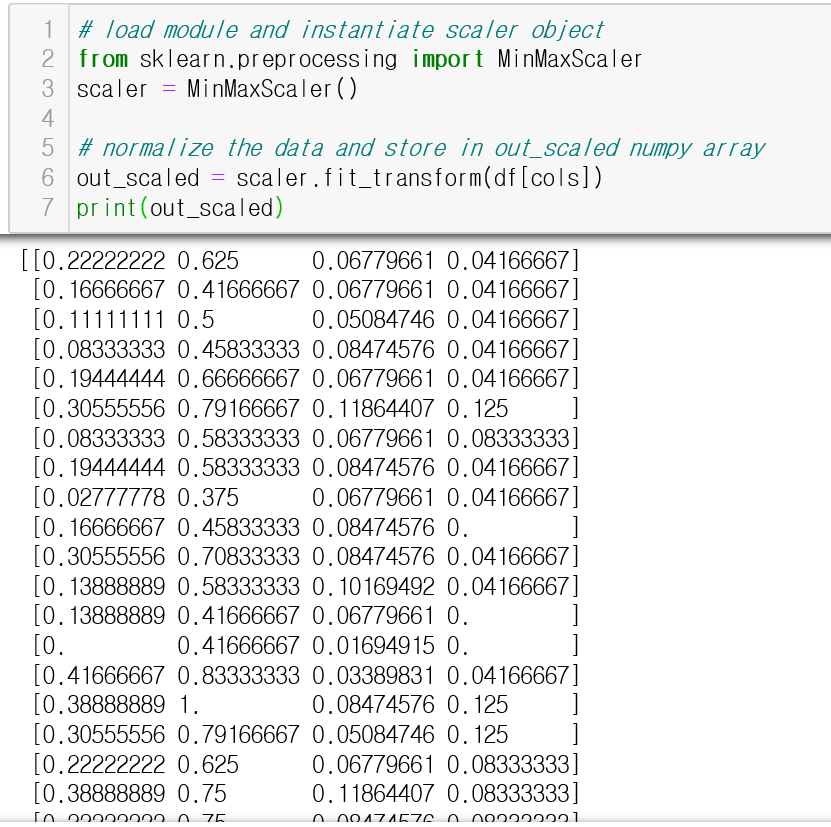 1 # load module and instantiate scaler object
2 from sklearn.preprocessing import MinMaxScaler
3 scaler = MinMaxScaler()
4
5 # normalize the data and store in out_scaled numpy array
6 out_scaled = scaler.fit_transform(df[cols])
7 print(out_scaled)
[[0.22222222 0.625      0.06779661 0.04166667]
 [0.16666667 0.41666667 0.06779661 0.04166667]
 [0.11111111 0.5        0.05084746 0.04166667]
 [0.08333333 0.45833333 0.08474576 0.04166667]
 [0.19444444 0.66666667 0.06779661 0.04166667]
 [0.30555556 0.79166667 0.11864407 0.125     ]
 [0.08333333 0.58333333 0.06779661 0.08333333]
 [0.19444444 0.58333333 0.08474576 0.04166667]
 [0.02777778 0.375      0.06779661 0.04166667]
 [0.16666667 0.45833333 0.08474576 0.        ]
 [0.30555556 0.70833333 0.08474576 0.04166667]
 [0.13888889 0.58333333 0.10169492 0.04166667]
 [0.13888889 0.41666667 0.06779661 0.        ]
 [0.         0.41666667 0.01694915 0.        ]
 [0.41666667 0.83333333 0.03389831 0.04166667]
 [0.38888889 1.         0.08474576 0.125     ]
 [0.30555556 0.79166667 0.05084746 0.125     ]
 [0.22222222 0.625      0.06779661 0.08333333]
 [0.38888889 0.75       0.11864407 0.08333333]